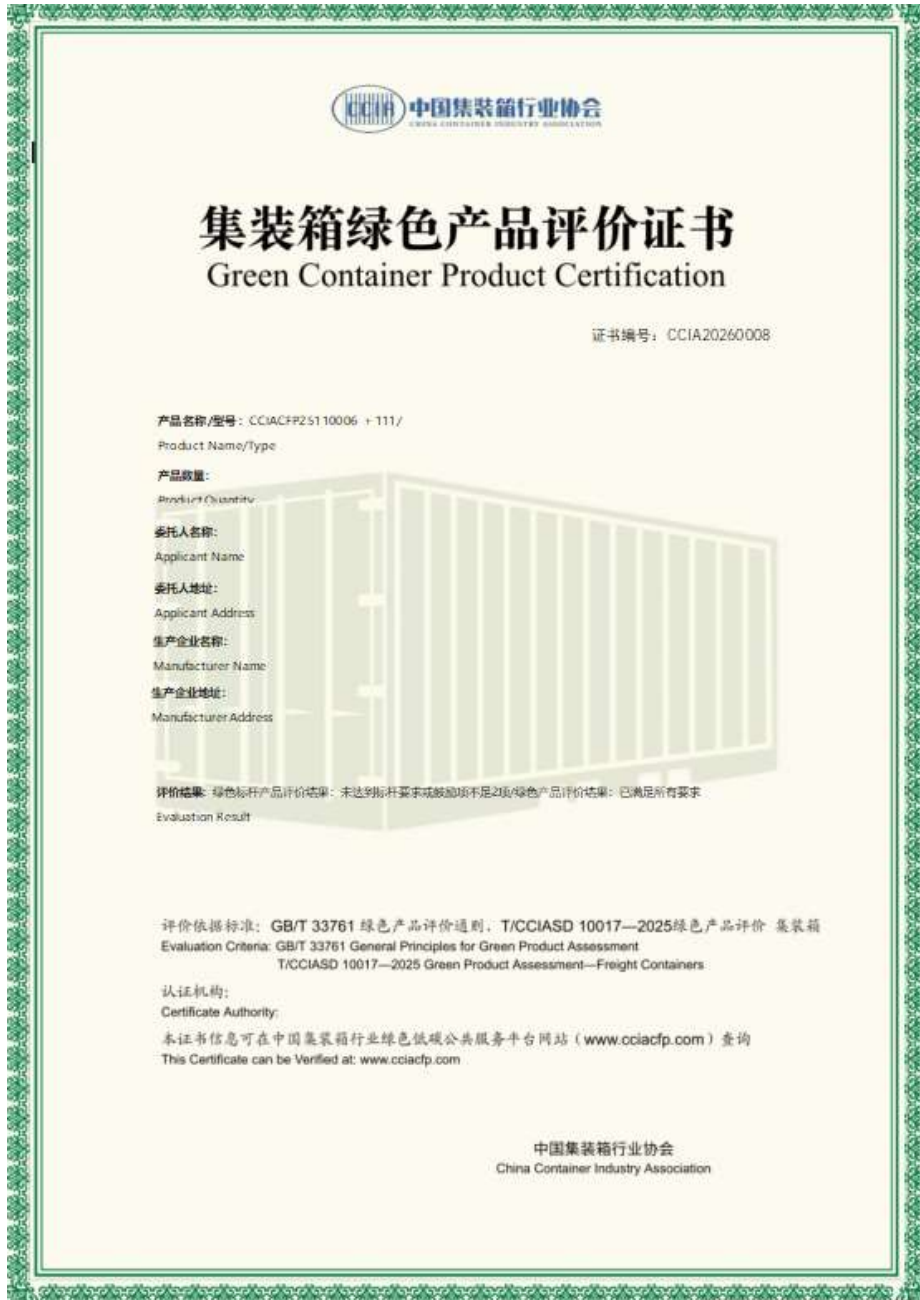 CCIA 中国集装箱行业协会
CHINA CONTAINER INDUSTRY ASSOCIATION
集装箱绿色产品评价证书
Green Container Product Certification
证书编号：CCIA20260008
产品名称/型号：CCIACFP25110006 +111/
Product Name/Type
产品数量：
Product Quantity
委托人名称：
Applicant Name
委托人地址：
Applicant Address
生产企业名称：
Manufacturer Name
生产企业地址：
Manufacturer Address
评价结果：绿色标杆产品评价结果：未达到标杆要求或鼓励项不足2项/绿色产品评价结果：已满足所有要求
Evaluation Result
评价依据标准：GB/T 33761 绿色产品评价通则、T/CCIASD 10017—2025绿色产品评价 集装箱
Evaluation Criteria: GB/T 33761 General Principles for Green Product Assessment
T/CCIASD 10017—2025 Green Product Assessment—Freight Containers
认证机构：
Certificate Authority:
本证书信息可在中国集装箱行业绿色低碳公共服务平台网站（www.cciacfp.com）查询
This Certificate can be Verified at: www.cciacfp.com
中国集装箱行业协会
China Container Industry Association